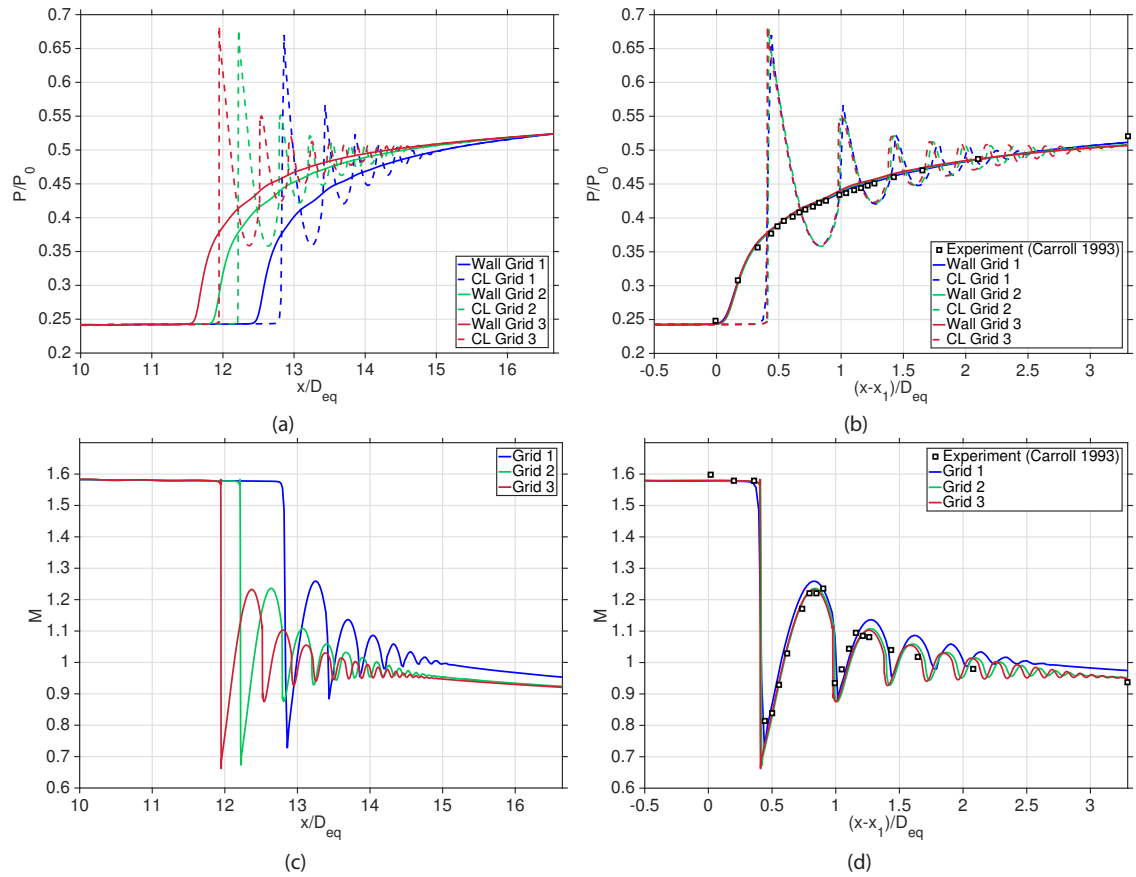 0.7
0.65
0.6
0.55
0.5
0.45
0.4
0.35
0.3
0.25
0.2
P/P0
Wall Grid 1
CL Grid 1
Wall Grid 2
CL Grid 2
Wall Grid 3
CL Grid 3
10 11 12 13 14 15 16
x/Deq
(a)
0.7
0.65
0.6
0.55
0.5
0.45
0.4
0.35
0.3
0.25
0.2
P/P0
Experiment (Carroll 1993)
Wall Grid 1
CL Grid 1
Wall Grid 2
CL Grid 2
Wall Grid 3
CL Grid 3
-0.5 0 0.5 1 1.5 2 2.5 3
(x-x1)/Deq
(b)
1.6
1.5
1.4
1.3
1.2
1.1
1
0.9
0.8
0.7
0.6
M
Grid 1
Grid 2
Grid 3
10 11 12 13 14 15 16
x/Deq
(c)
1.6
1.5
1.4
1.3
1.2
1.1
1
0.9
0.8
0.7
0.6
M
Experiment (Carroll 1993)
Grid 1
Grid 2
Grid 3
-0.5 0 0.5 1 1.5 2 2.5 3
(x-x1)/Deq
(d)